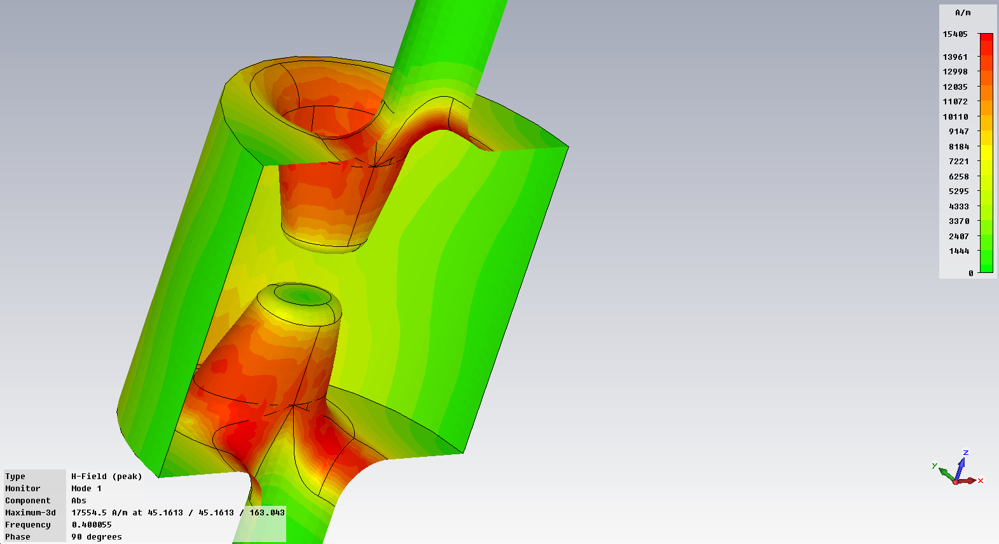 A/m
15405
13961
12998
12035
11072
10110
9147
8184
7221
6258
5295
4333
3370
2407
1444
0
z
y
x
Type H-Field (peak)
Monitor Mode 1
Component Abs
Maximum-3d 17554.5 A/m at 45.1613 / 45.1613 / 163.043
Frequency 0.400055
Phase 90 degrees